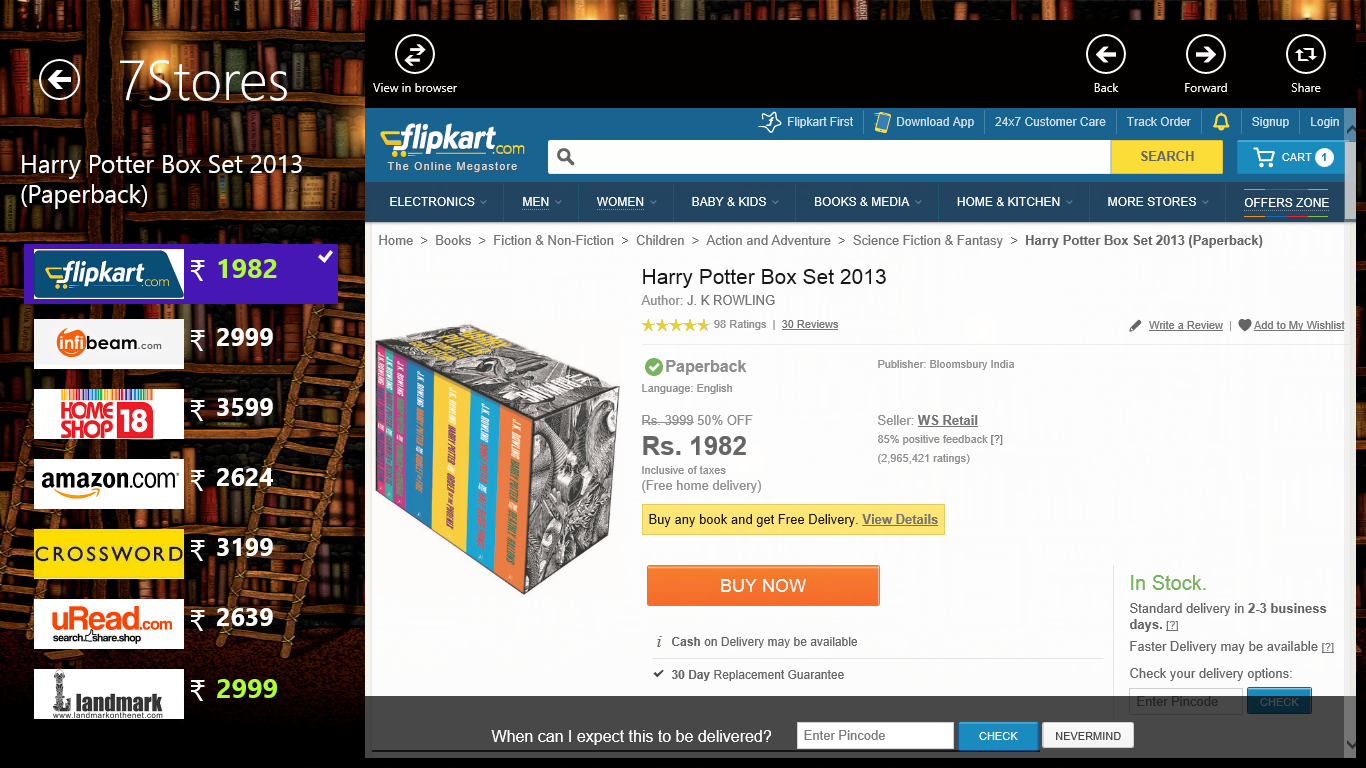 7Stores
Harry Potter Box Set 2013
(Paperback)
flipkart.com
₹ 1982
infibeam.com
₹ 2999
HOME
SHOP 18
₹ 3599
amazon.com
₹ 2624
CROSSWORD
₹ 3199
uRead.com
search.share.shop
₹ 2639
landmark
www.landmarkonthenet.com
₹ 2999
View in browser
Back
Forward
Share
flipkart.com
The Online Megastore
Flipkart First
Download App
24x7 Customer Care
Track Order
Signup
Login
SEARCH
CART 1
ELECTRONICS
MEN
WOMEN
BABY & KIDS
BOOKS & MEDIA
HOME & KITCHEN
MORE STORES
OFFERS ZONE
Home > Books > Fiction & Non-Fiction > Children > Action and Adventure > Science Fiction & Fantasy > Harry Potter Box Set 2013 (Paperback)
Harry Potter Box Set 2013
Author: J. K ROWLING
98 Ratings | 30 Reviews
Write a Review | Add to My Wishlist
Paperback
Language: English
Publisher: Bloomsbury India
Rs. 3999 50% OFF
Rs. 1982
Inclusive of taxes
(Free home delivery)
Seller: WS Retail
85% positive feedback [?]
(2,965,421 ratings)
Buy any book and get Free Delivery. View Details
BUY NOW
i Cash on Delivery may be available
30 Day Replacement Guarantee
In Stock.
Standard delivery in 2-3 business
days. [?]
Faster Delivery may be available [?]
Check your delivery options:
Enter Pincode
CHECK
When can I expect this to be delivered?
Enter Pincode
CHECK
NEVERMIND